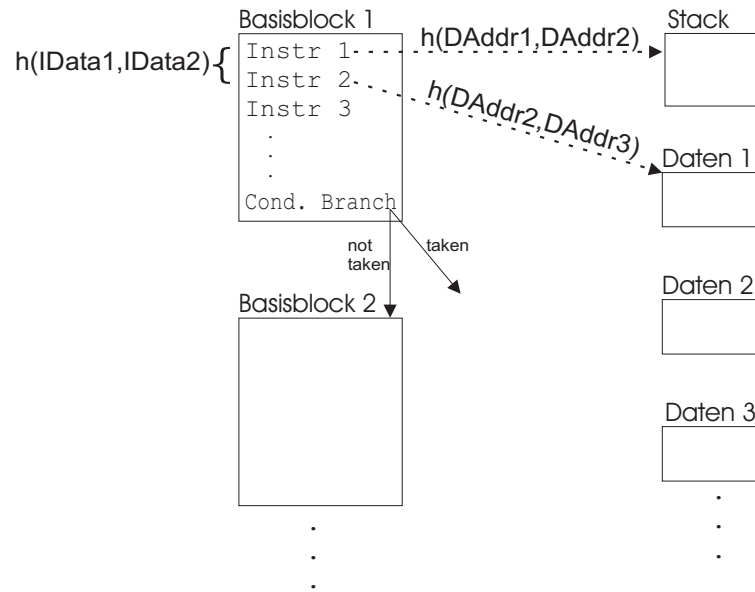 Basisblock 1
Stack
h(IData1,IData2)
Instr 1
h(DAddr1,DAddr2)
Instr 2
h(DAddr2,DAddr3)
Instr 3
Daten 1
Cond. Branch
not
taken
taken
Daten 2
Basisblock 2
Daten 3